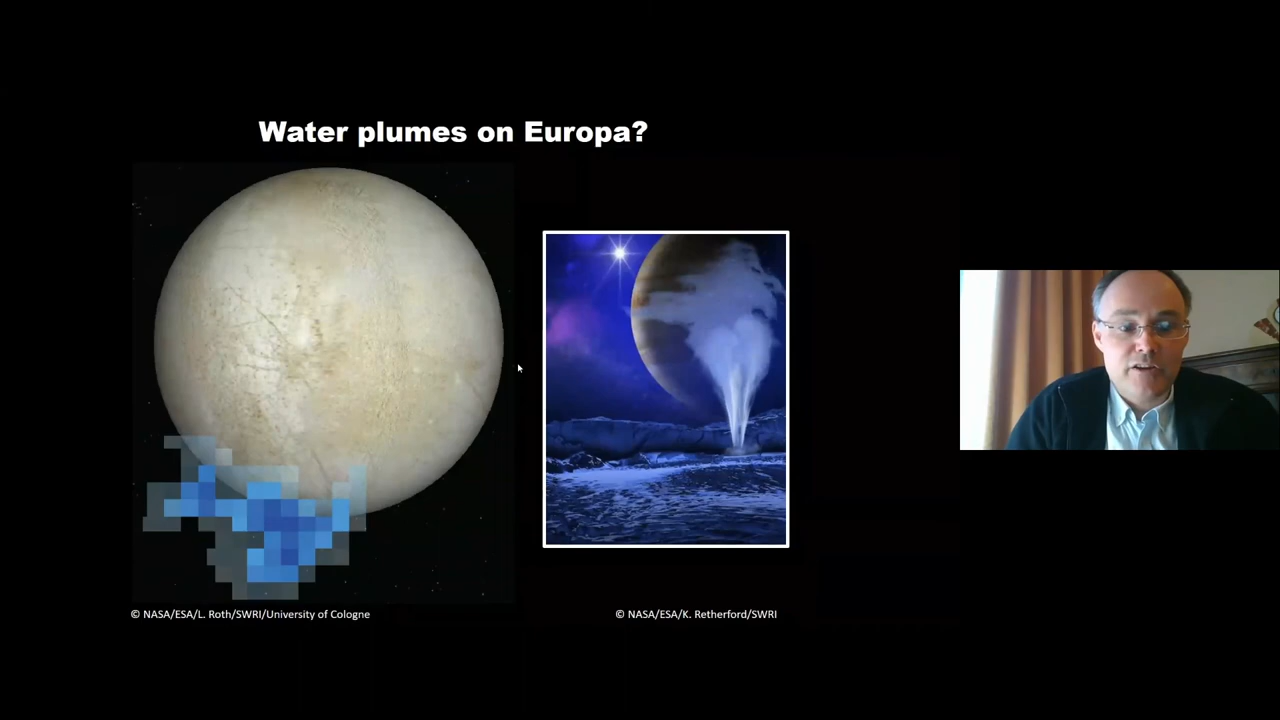 Water plumes on Europa?
© NASA/ESA/L. Roth/SWRI/University of Cologne
© NASA/ESA/K. Retherford/SWRI